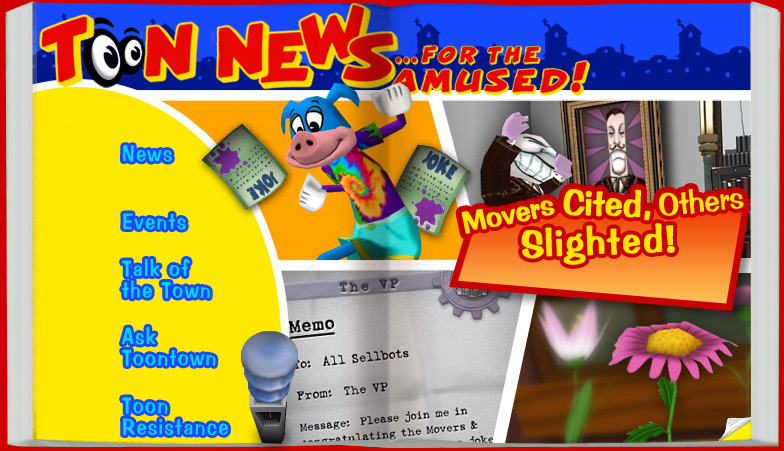 TOON NEWS
...FOR THE
AMUSED!
News
Events
Talk of
the Town
Ask
Toontown
Toon
Resistance
JOKE
JOKE
Movers Cited, Others
Slighted!
The VP
Memo
To: All Sellbots
From: The VP
Message: Please join me in
congratulating the Movers &
joke